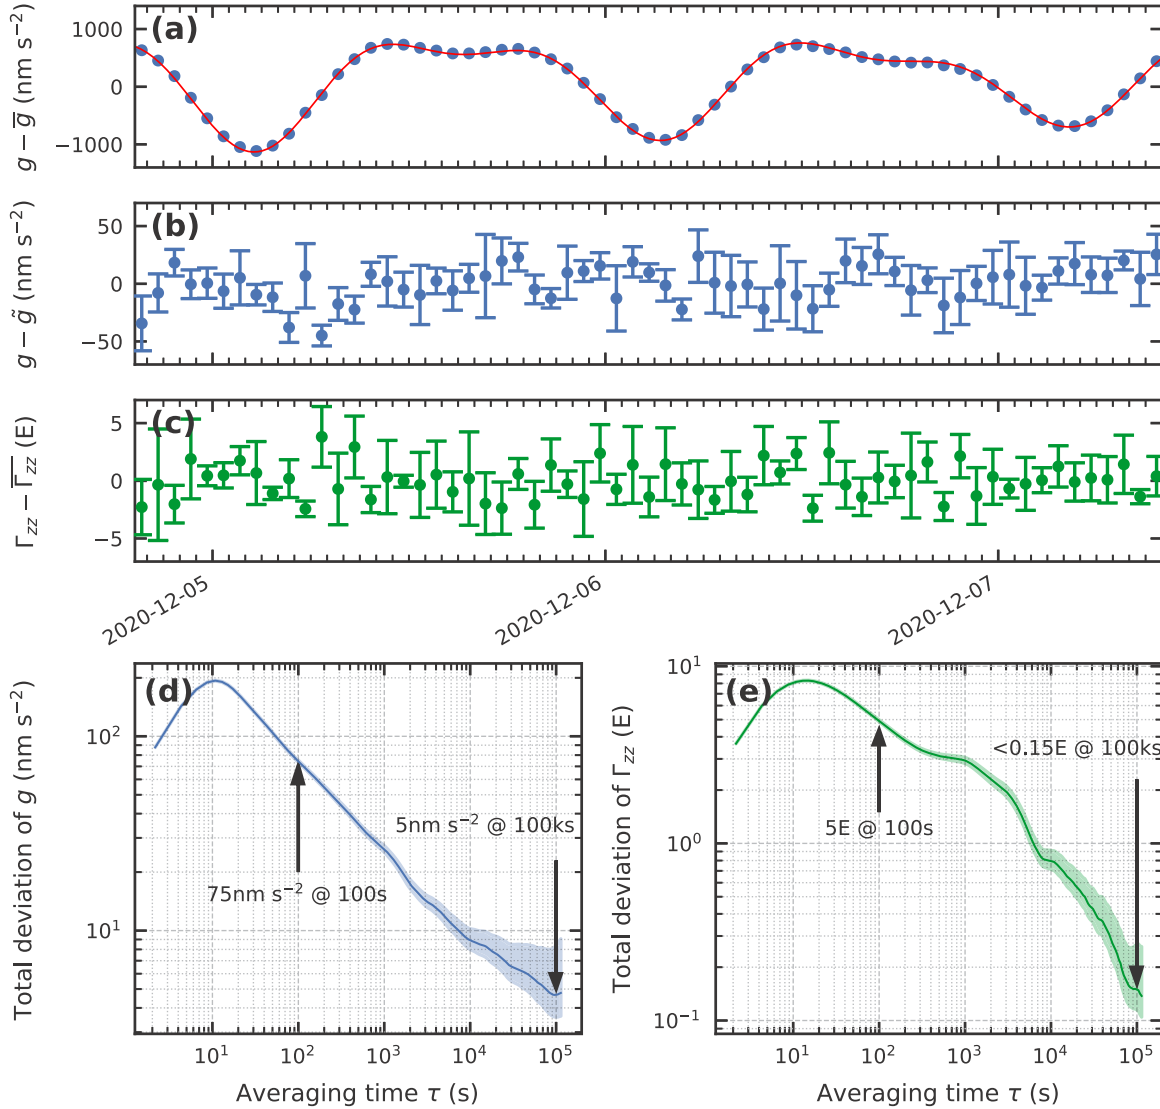 (a)
g − g̅ (nm s⁻²)
1000
0
−1000
(b)
g − g̃ (nm s⁻²)
50
0
−50
(c)
Γzz − Γ̅z̅z̅ (E)
5
0
−5
2020-12-05
2020-12-06
2020-12-07
(d)
Total deviation of g (nm s⁻²)
10²
10¹
75nm s⁻² @ 100s
5nm s⁻² @ 100ks
10¹ 10² 10³ 10⁴ 10⁵
Averaging time τ (s)
(e)
Total deviation of Γzz (E)
10¹
10⁰
10⁻¹
5E @ 100s
<0.15E @ 100ks
10¹ 10² 10³ 10⁴ 10⁵
Averaging time τ (s)